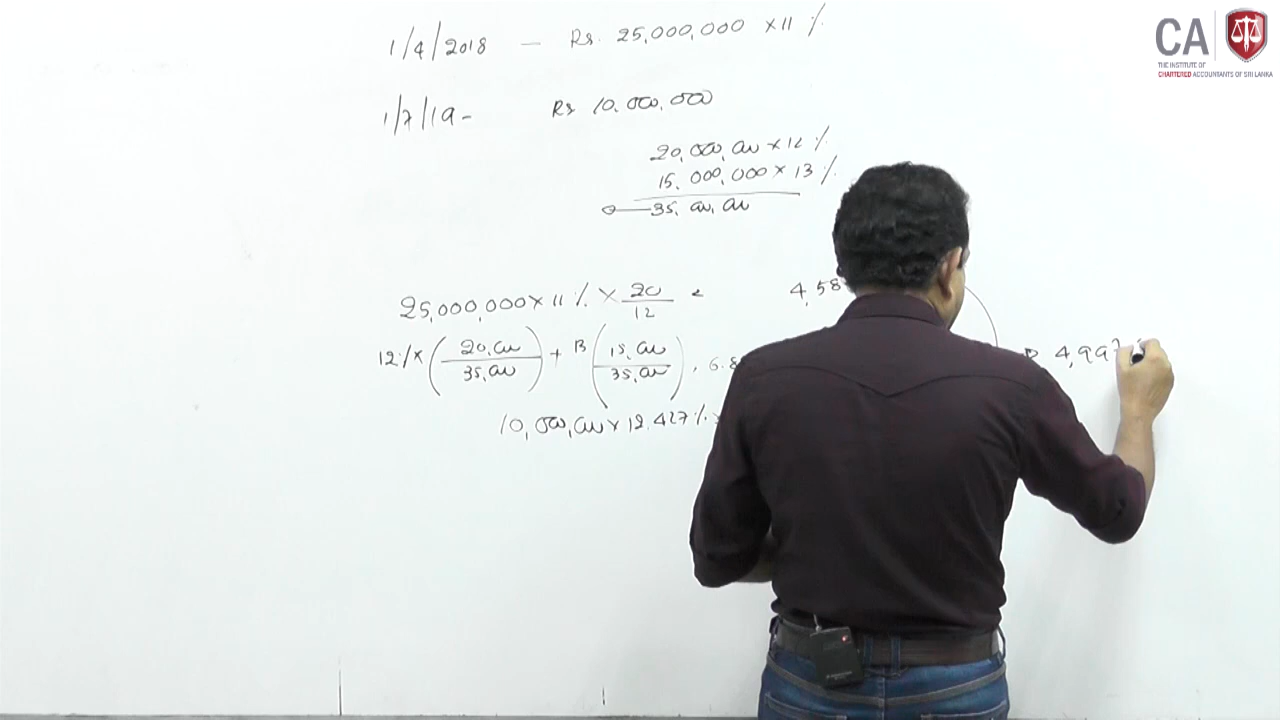 CA
THE INSTITUTE OF
CHARTERED ACCOUNTANTS OF SRI LANKA
1/4/2018 — Rs. 25,000,000 × 11 %
1/7/19 - Rs 10,000,000
20,000,000 × 12 %
15,000,000 × 13 %
35,000,000
25,000,000 × 11 % × 20/12 = 4,58
12 % × (20,000/35,000) + 13 (15,000/35,000), 6.8
10,000,000 × 12.427 % ×
4,997